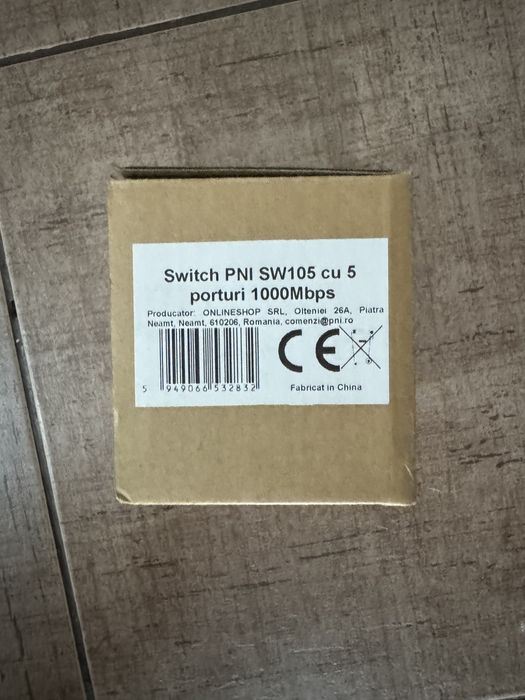 Switch PNI SW105 cu 5
porturi 1000Mbps
Producator: ONLINESHOP SRL, Olteniei 26A, Piatra
Neamt, Neamt, 610206, Romania, comenzi@pni.ro
CE
5 949066 532832
Fabricat in China